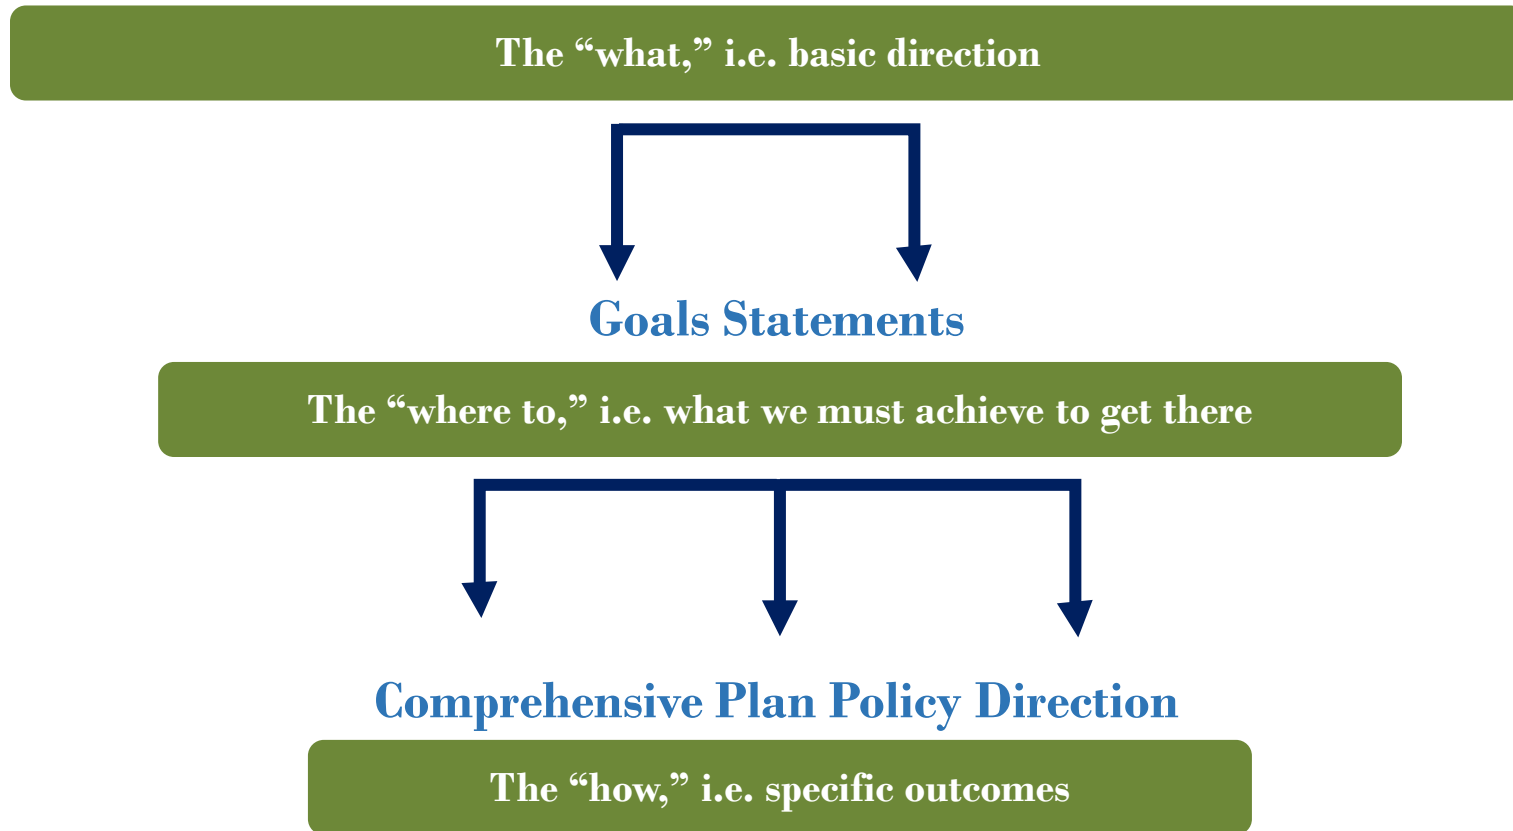 The “what,” i.e. basic direction
Goals Statements
The “where to,” i.e. what we must achieve to get there
Comprehensive Plan Policy Direction
The “how,” i.e. specific outcomes